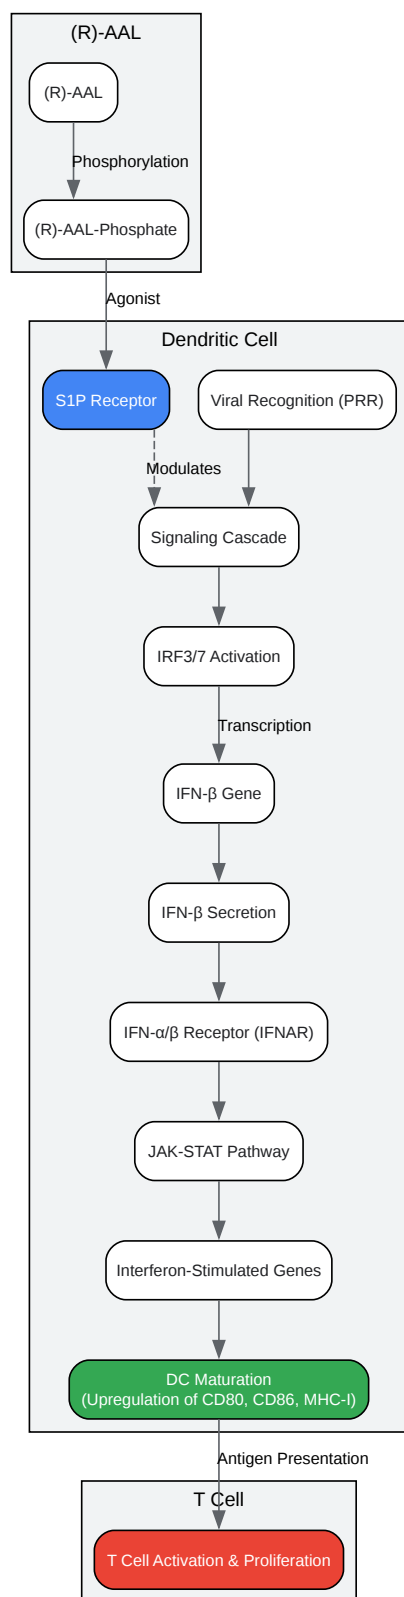 (R)-AAL
(R)-AAL
Phosphorylation
(R)-AAL-Phosphate
Agonist
Dendritic Cell
S1P Receptor
Viral Recognition (PRR)
Modulates
Signaling Cascade
IRF3/7 Activation
Transcription
IFN-β Gene
IFN-β Secretion
IFN-α/β Receptor (IFNAR)
JAK-STAT Pathway
Interferon-Stimulated Genes
DC Maturation
(Upregulation of CD80, CD86, MHC-I)
Antigen Presentation
T Cell
T Cell Activation & Proliferation